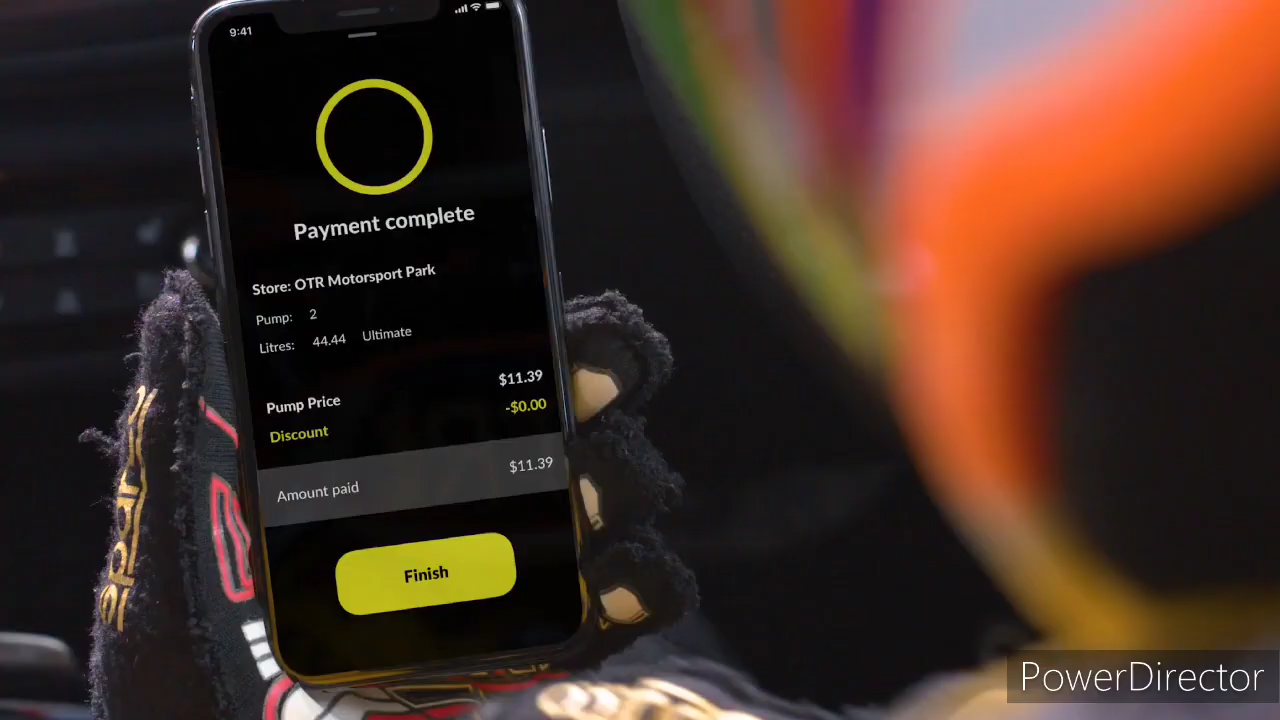 9:41
Payment complete
Store: OTR Motorsport Park
Pump: 2
Litres: 44.44 Ultimate
Pump Price $11.39
Discount -$0.00
Amount paid $11.39
Finish
PowerDirector